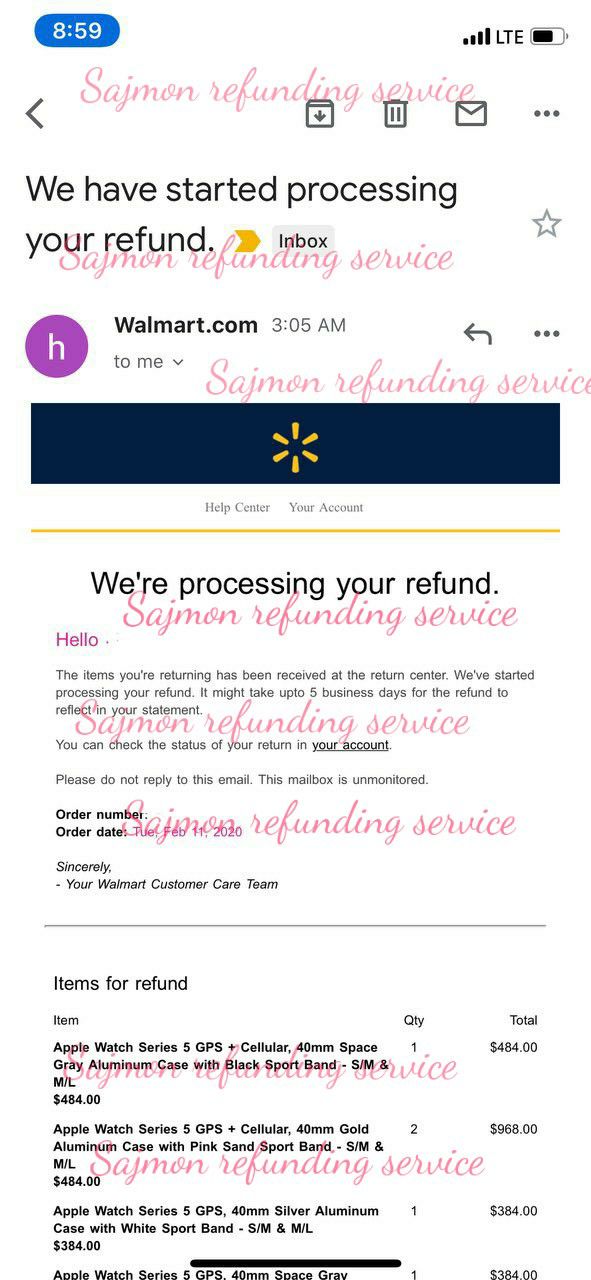 8:59
LTE
Sajmon refunding service
We have started processing
your refund.
Inbox
Sajmon refunding service
h
Walmart.com 3:05 AM
to me
Sajmon refunding service
Help Center Your Account
We're processing your refund.
Sajmon refunding service
Hello
The items you're returning has been received at the return center. We've started
processing your refund. It might take upto 5 business days for the refund to
reflect in your statement.
Sajmon refunding service
You can check the status of your return in your account.
Please do not reply to this email. This mailbox is unmonitored.
Order number:
Sajmon refunding service
Order date: Tue, Feb 11, 2020
Sincerely,
- Your Walmart Customer Care Team
Items for refund
Item Qty Total
Apple Watch Series 5 GPS + Cellular, 40mm Space 1 $484.00
Gray Aluminum Case with Black Sport Band - S/M &
Sajmon refunding service
M/L
$484.00
Apple Watch Series 5 GPS + Cellular, 40mm Gold 2 $968.00
Aluminum Case with Pink Sand Sport Band - S/M &
Sajmon refunding service
M/L
$484.00
Apple Watch Series 5 GPS, 40mm Silver Aluminum 1 $384.00
Case with White Sport Band - S/M & M/L
$384.00
Apple Watch Series 5 GPS, 40mm Space Gray 1 $384.00